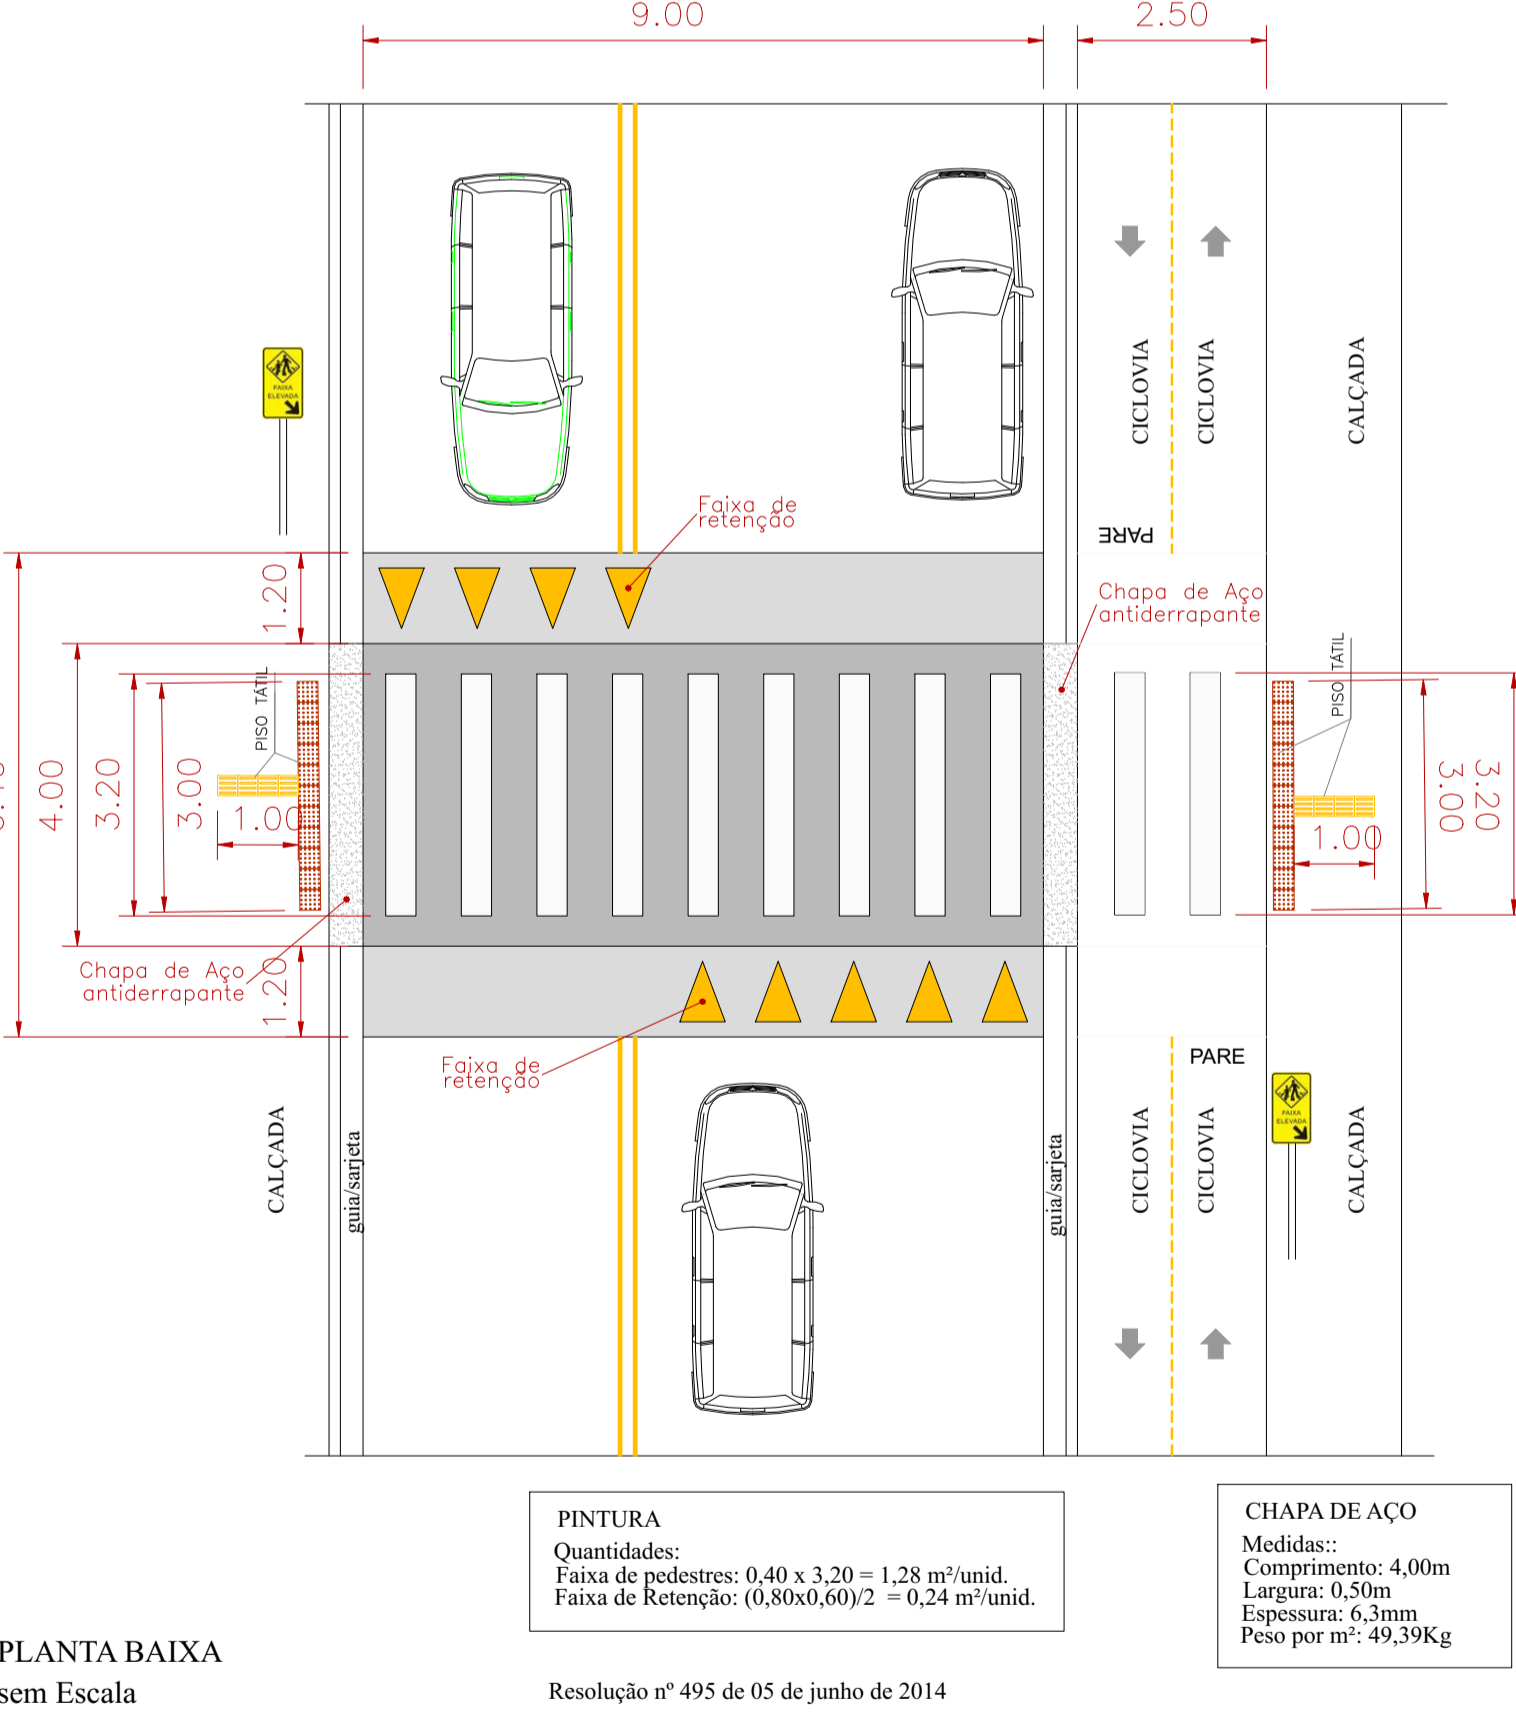 9.00
2.50
FAIXA
ELEVADA
CICLOVIA
CICLOVIA
CALÇADA
Faixa de
retenção
PARE
1.20
Chapa de Aço
antiderrapante
PISO TÁTIL
PISO TÁTIL
4.00
3.20
3.00
1.00
1.00
3.00
3.20
Chapa de Aço
antiderrapante
1.20
Faixa de
retenção
PARE
FAIXA
ELEVADA
CALÇADA
guia/sarjeta
guia/sarjeta
CICLOVIA
CICLOVIA
CALÇADA
PINTURA
Quantidades:
Faixa de pedestres: 0,40 x 3,20 = 1,28 m²/unid.
Faixa de Retenção: (0,80x0,60)/2 = 0,24 m²/unid.
CHAPA DE AÇO
Medidas::
Comprimento: 4,00m
Largura: 0,50m
Espessura: 6,3mm
Peso por m²: 49,39Kg
PLANTA BAIXA
sem Escala
Resolução nº 495 de 05 de junho de 2014